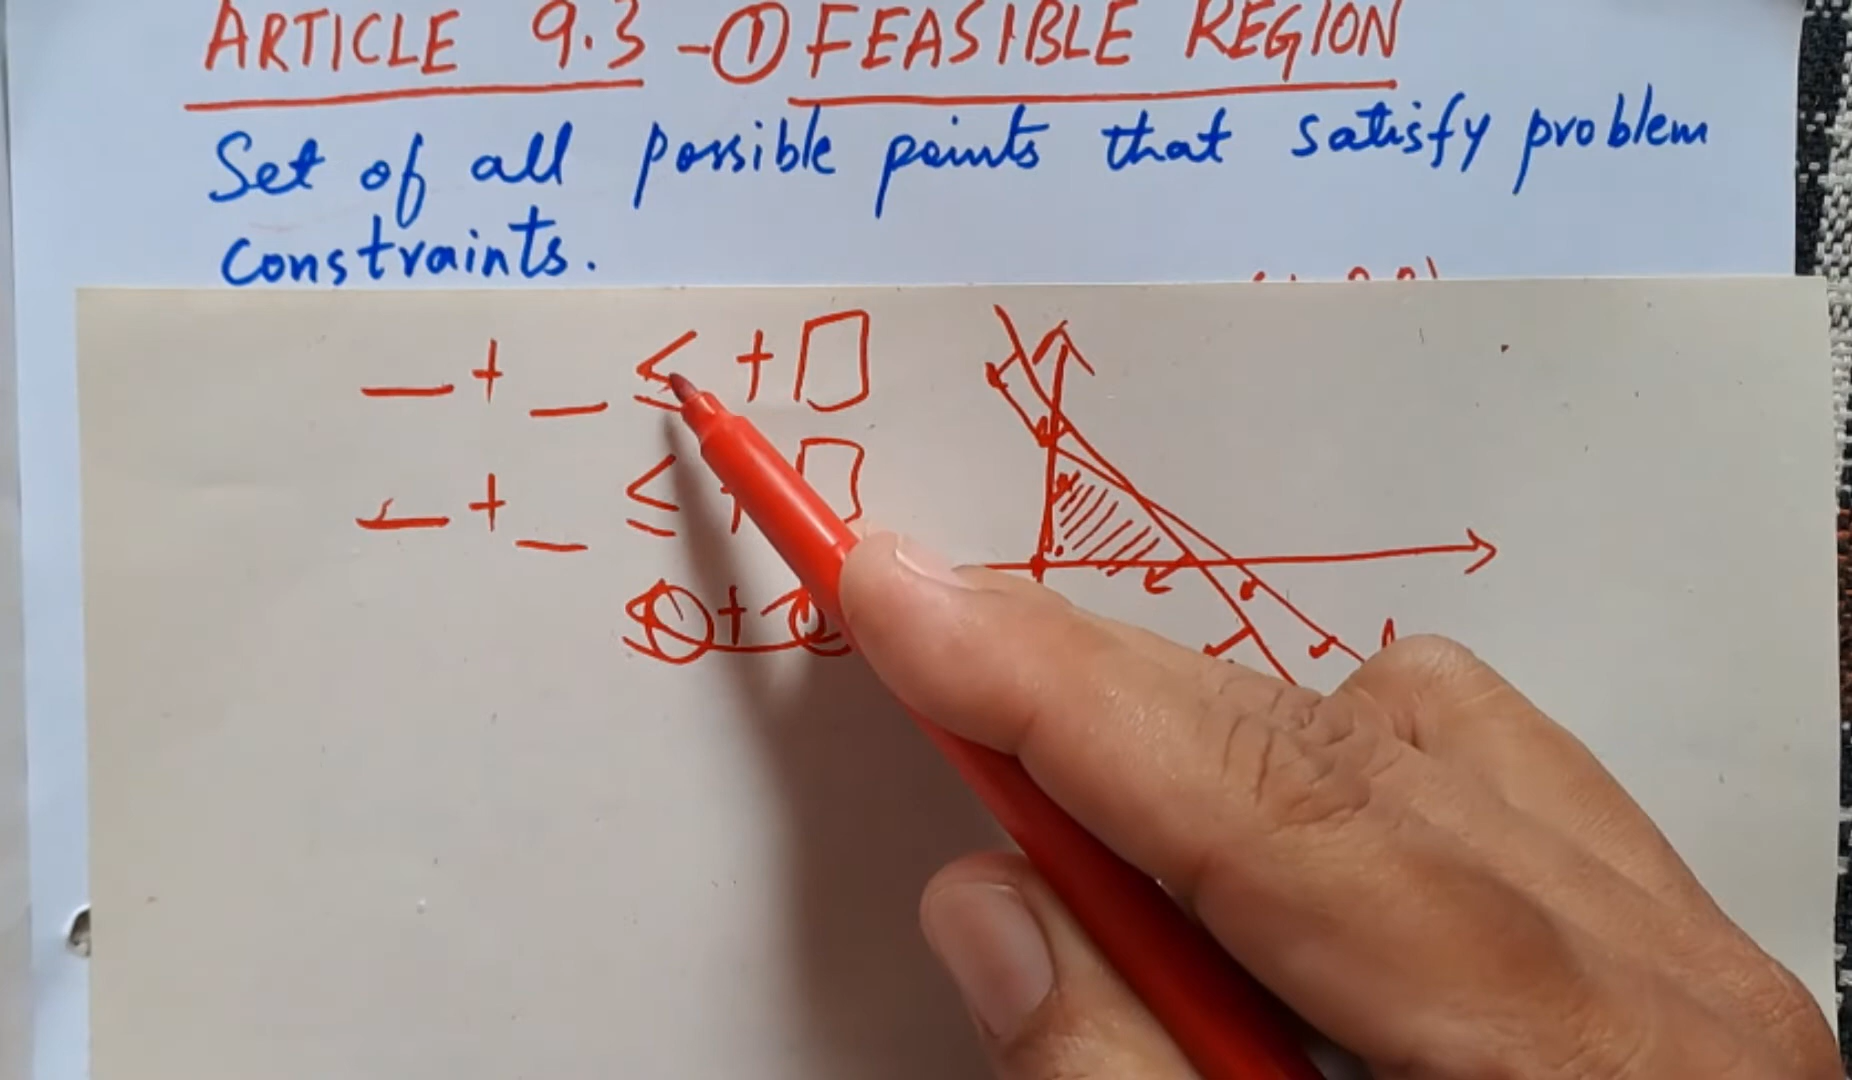 ARTICLE 9.3 - ① FEASIBLE REGION
Set of all possible points that satisfy problem
constraints.
_ + _ ≤ + □
_ + _ ≤ + □